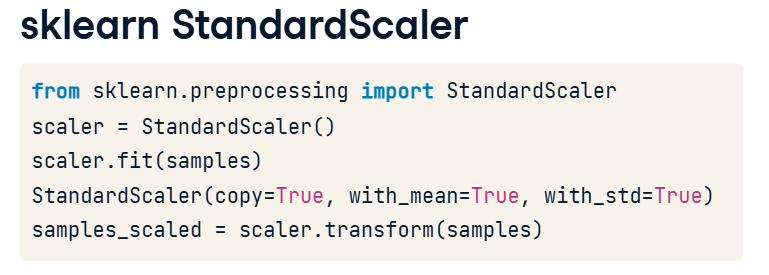 sklearn StandardScaler
from sklearn.preprocessing import StandardScaler
scaler = StandardScaler()
scaler.fit(samples)
StandardScaler(copy=True, with_mean=True, with_std=True)
samples_scaled = scaler.transform(samples)